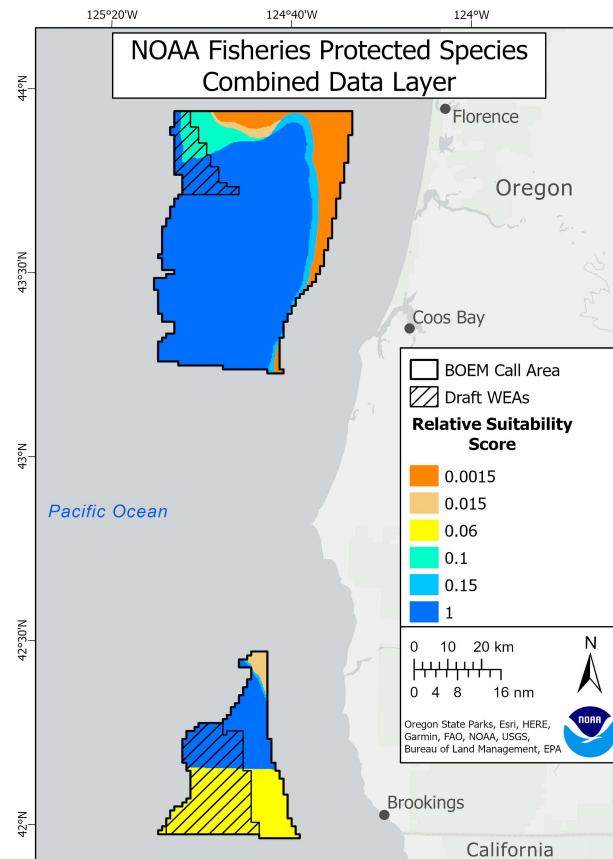 125°20'W
124°40'W
124°W
NOAA Fisheries Protected Species
Combined Data Layer
44°N
Florence
Oregon
43°30'N
Coos Bay
BOEM Call Area
Draft WEAs
Relative Suitability
Score
0.0015
0.015
0.06
0.1
0.15
1
43°N
Pacific Ocean
42°30'N
0 10 20 km
0 4 8 16 nm
N
Oregon State Parks, Esri, HERE,
Garmin, FAO, NOAA, USGS,
Bureau of Land Management, EPA
NOAA
Brookings
42°N
California